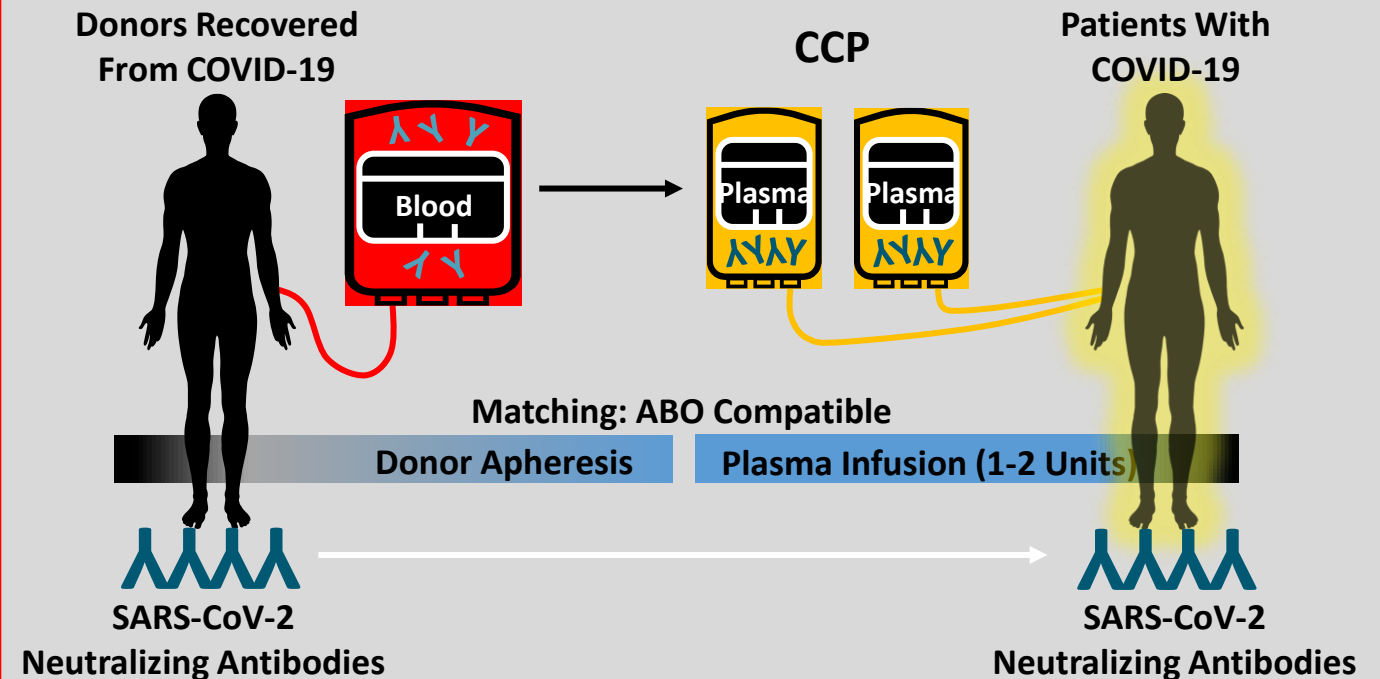 Donors Recovered
From COVID-19
CCP
Patients With
COVID-19
Blood
Plasma
Plasma
Matching: ABO Compatible
Donor Apheresis
Plasma Infusion (1-2 Units)
SARS-CoV-2
Neutralizing Antibodies
SARS-CoV-2
Neutralizing Antibodies